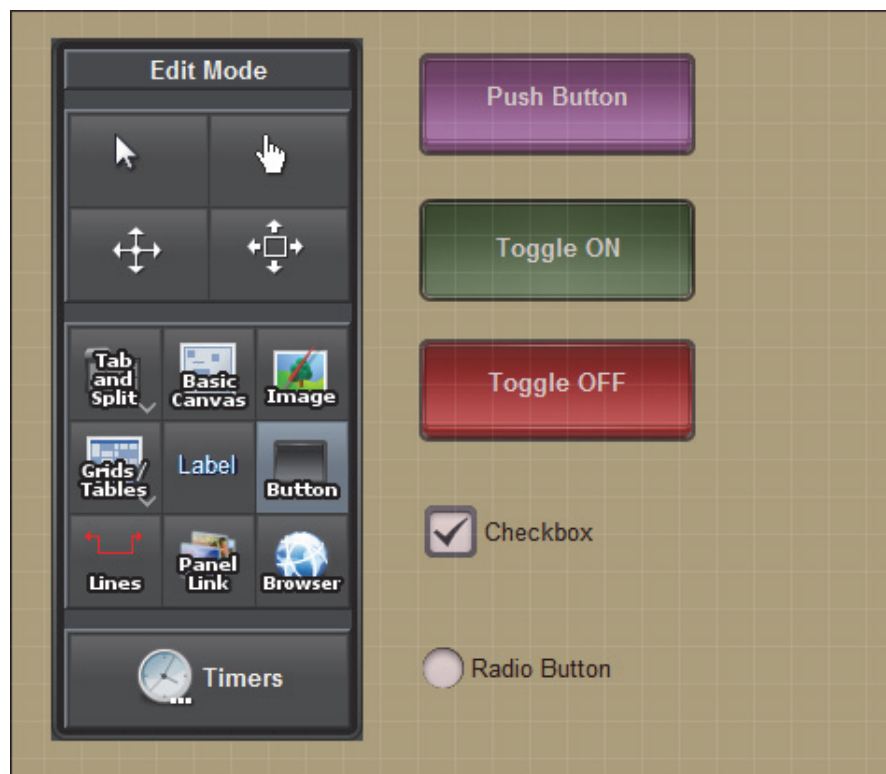 Edit Mode
Push Button
Toggle ON
Tab
and
Split
Basic
Canvas
Image
Toggle OFF
Grids/
Tables
Label
Button
Lines
Panel
Link
Browser
Checkbox
Timers
Radio Button